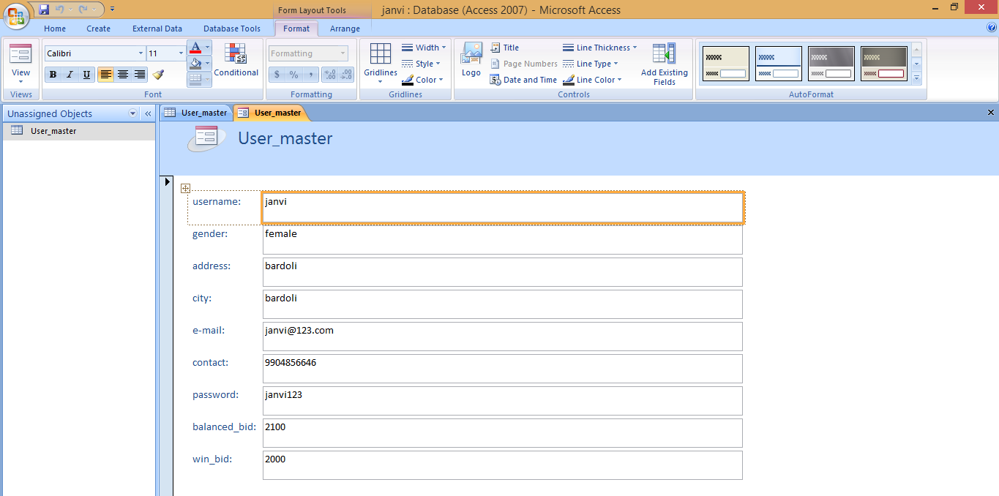 Form Layout Tools janvi : Database (Access 2007) - Microsoft Access
Home Create External Data Database Tools Format Arrange
View
Views
Calibri 11
B I U
A
Conditional
Font
Formatting
$ % ,
Formatting
Gridlines
Width
Style
Color
Gridlines
Logo
Title
Page Numbers
Date and Time
Line Thickness
Line Type
Line Color
Add Existing
Fields
Controls
AutoFormat
Unassigned Objects
User_master
User_master User_master
User_master
username: janvi
gender: female
address: bardoli
city: bardoli
e-mail: janvi@123.com
contact: 9904856646
password: janvi123
balanced_bid: 2100
win_bid: 2000